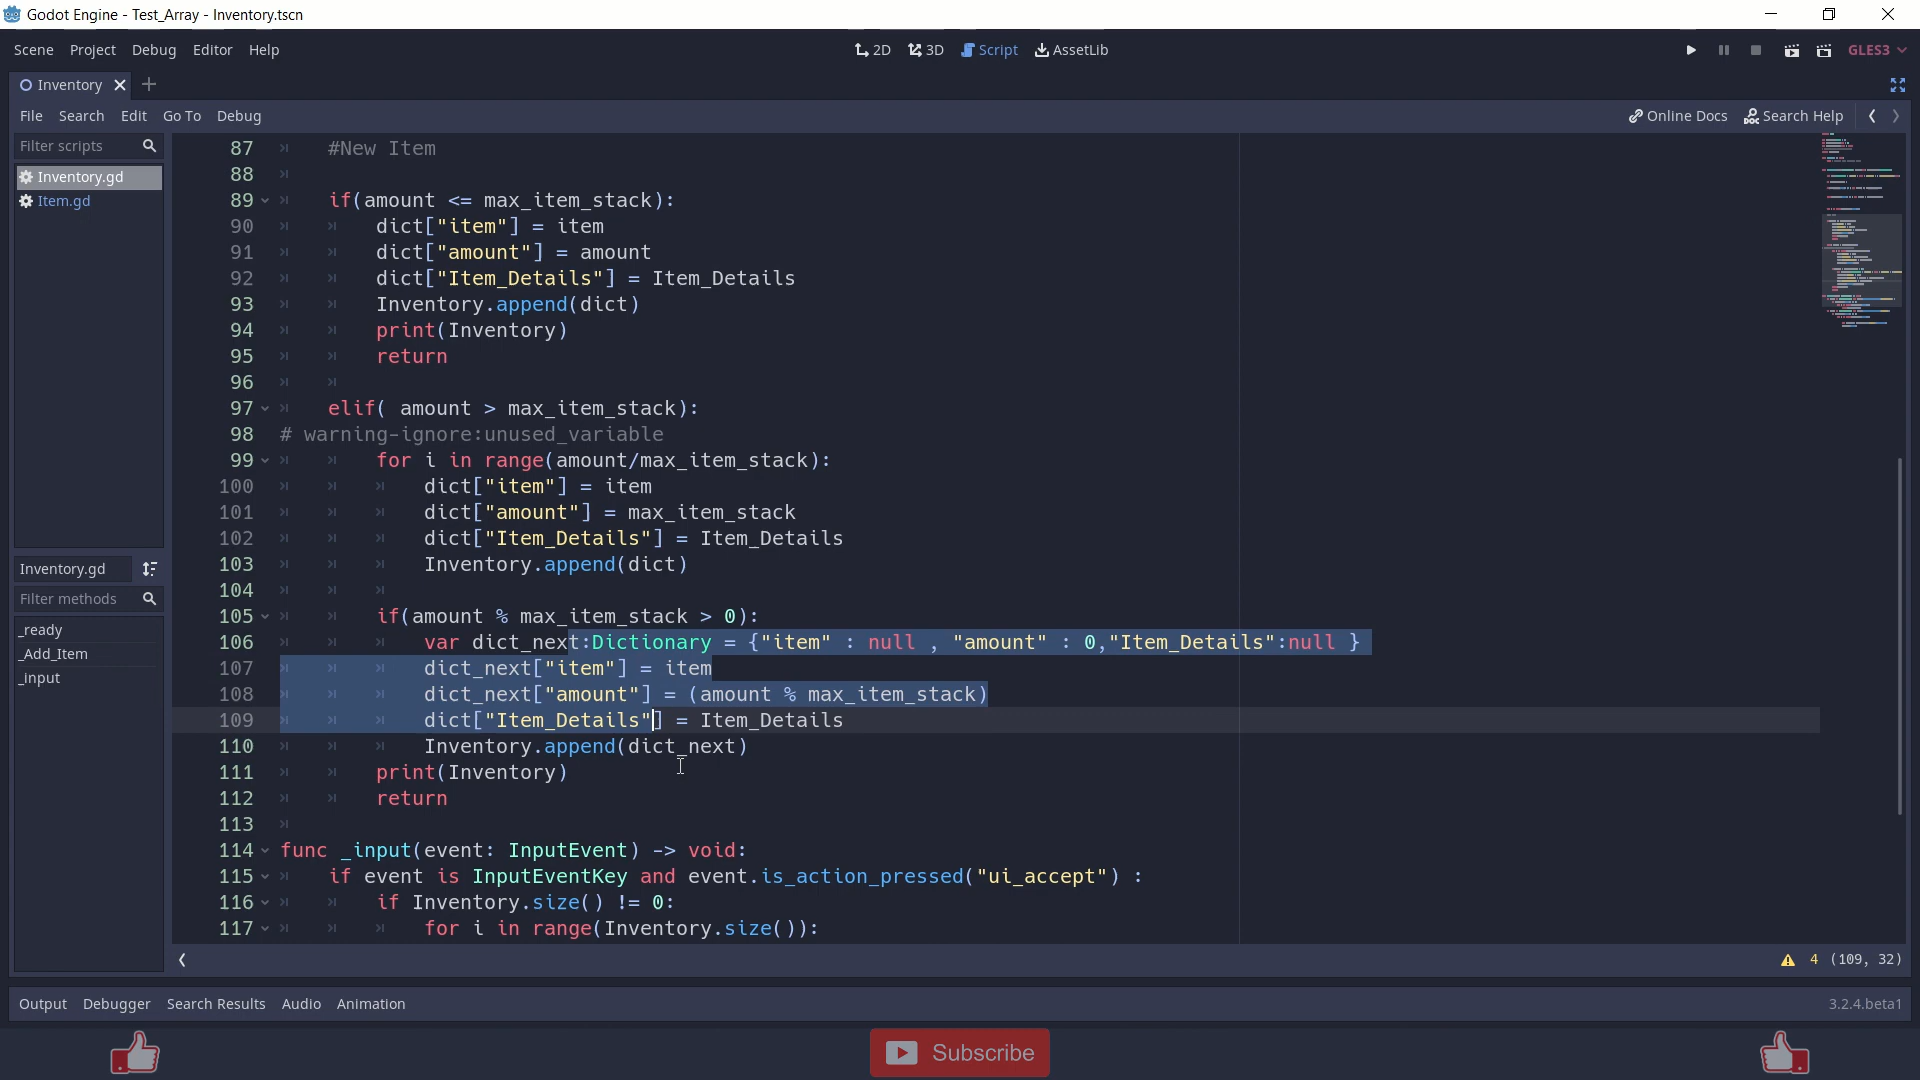 Godot Engine - Test_Array - Inventory.tscn
Scene Project Debug Editor Help 2D 3D Script AssetLib GLES3
Inventory
File Search Edit Go To Debug Online Docs Search Help
Filter scripts
Inventory.gd
Item.gd
Inventory.gd
Filter methods
_ready
_Add_Item
_input
87 #New Item
88
89 if(amount <= max_item_stack):
90 dict["item"] = item
91 dict["amount"] = amount
92 dict["Item_Details"] = Item_Details
93 Inventory.append(dict)
94 print(Inventory)
95 return
96
97 elif( amount > max_item_stack):
98 # warning-ignore:unused_variable
99 for i in range(amount/max_item_stack):
100 dict["item"] = item
101 dict["amount"] = max_item_stack
102 dict["Item_Details"] = Item_Details
103 Inventory.append(dict)
104
105 if(amount % max_item_stack > 0):
106 var dict_next:Dictionary = {"item" : null , "amount" : 0,"Item_Details":null }
107 dict_next["item"] = item
108 dict_next["amount"] = (amount % max_item_stack)
109 dict["Item_Details"] = Item_Details
110 Inventory.append(dict_next)
111 print(Inventory)
112 return
113
114 func _input(event: InputEvent) -> void:
115 if event is InputEventKey and event.is_action_pressed("ui_accept") :
116 if Inventory.size() != 0:
117 for i in range(Inventory.size()):
4 (109, 32)
Output Debugger Search Results Audio Animation 3.2.4.beta1
Subscribe